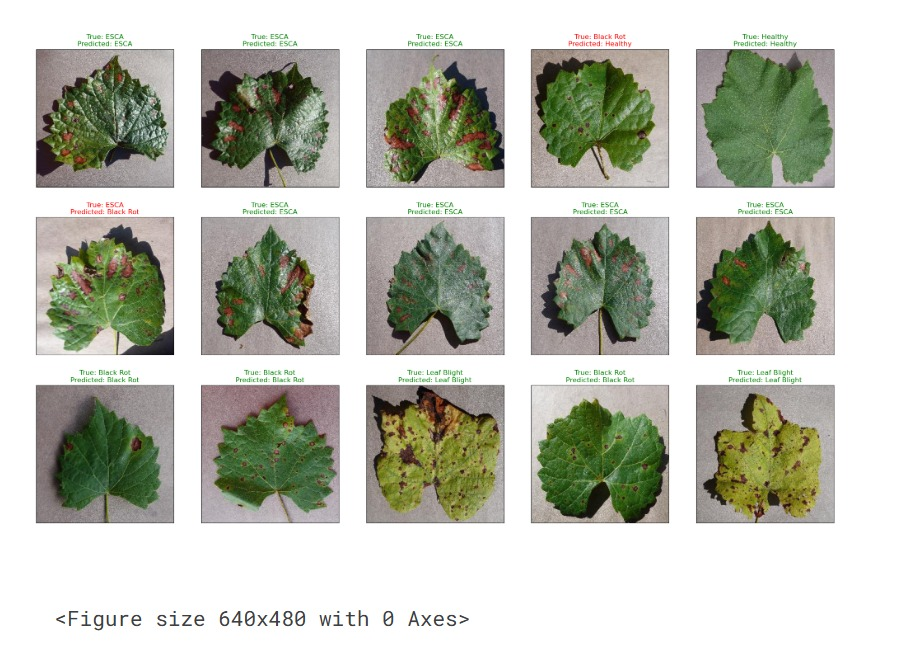 True: ESCA
Predicted: ESCA
True: ESCA
Predicted: ESCA
True: ESCA
Predicted: ESCA
True: Black Rot
Predicted: Healthy
True: Healthy
Predicted: Healthy
True: ESCA
Predicted: Black Rot
True: ESCA
Predicted: ESCA
True: ESCA
Predicted: ESCA
True: ESCA
Predicted: ESCA
True: ESCA
Predicted: ESCA
True: Black Rot
Predicted: Black Rot
True: Black Rot
Predicted: Black Rot
True: Leaf Blight
Predicted: Leaf Blight
True: Black Rot
Predicted: Black Rot
True: Leaf Blight
Predicted: Leaf Blight
<Figure size 640x480 with 0 Axes>